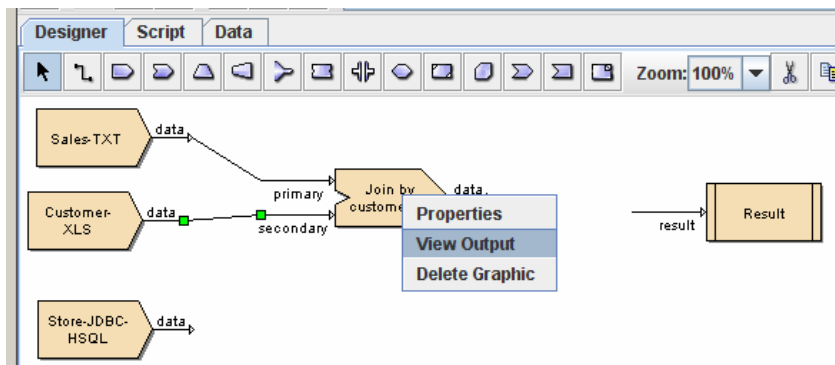 Designer Script Data
Zoom: 100%
Sales-TXT
data
primary
Join by
custome
data
Customer-
XLS
data
secondary
Properties
View Output
Delete Graphic
result
Result
Store-JDBC-
HSQL
data